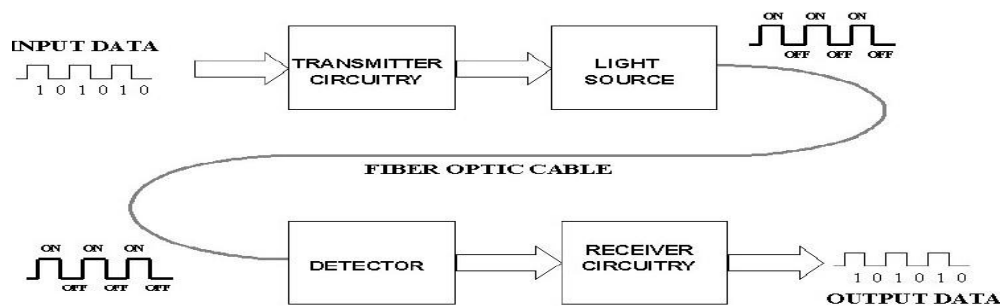 ON ON ON
OFF OFF OFF
INPUT DATA
1 0 1 0 1 0
TRANSMITTER
CIRCUITRY
LIGHT
SOURCE
FIBER OPTIC CABLE
ON ON ON
OFF OFF OFF
DETECTOR
RECEIVER
CIRCUITRY
1 0 1 0 1 0
OUTPUT DATA